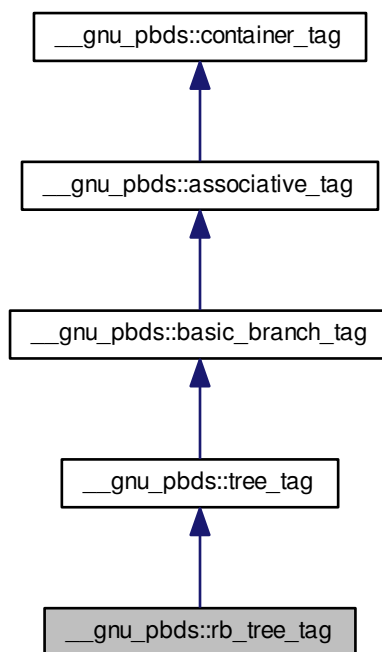 __gnu_pbds::container_tag
__gnu_pbds::associative_tag
__gnu_pbds::basic_branch_tag
__gnu_pbds::tree_tag
__gnu_pbds::rb_tree_tag